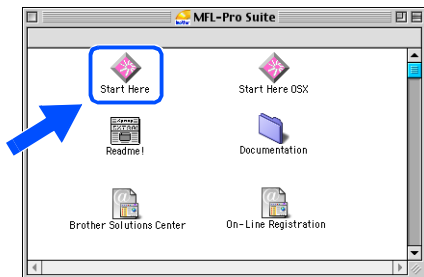 MFL-Pro Suite
Start Here
Start Here OSX
Readme!
Documentation
Brother Solutions Center
On-Line Registration